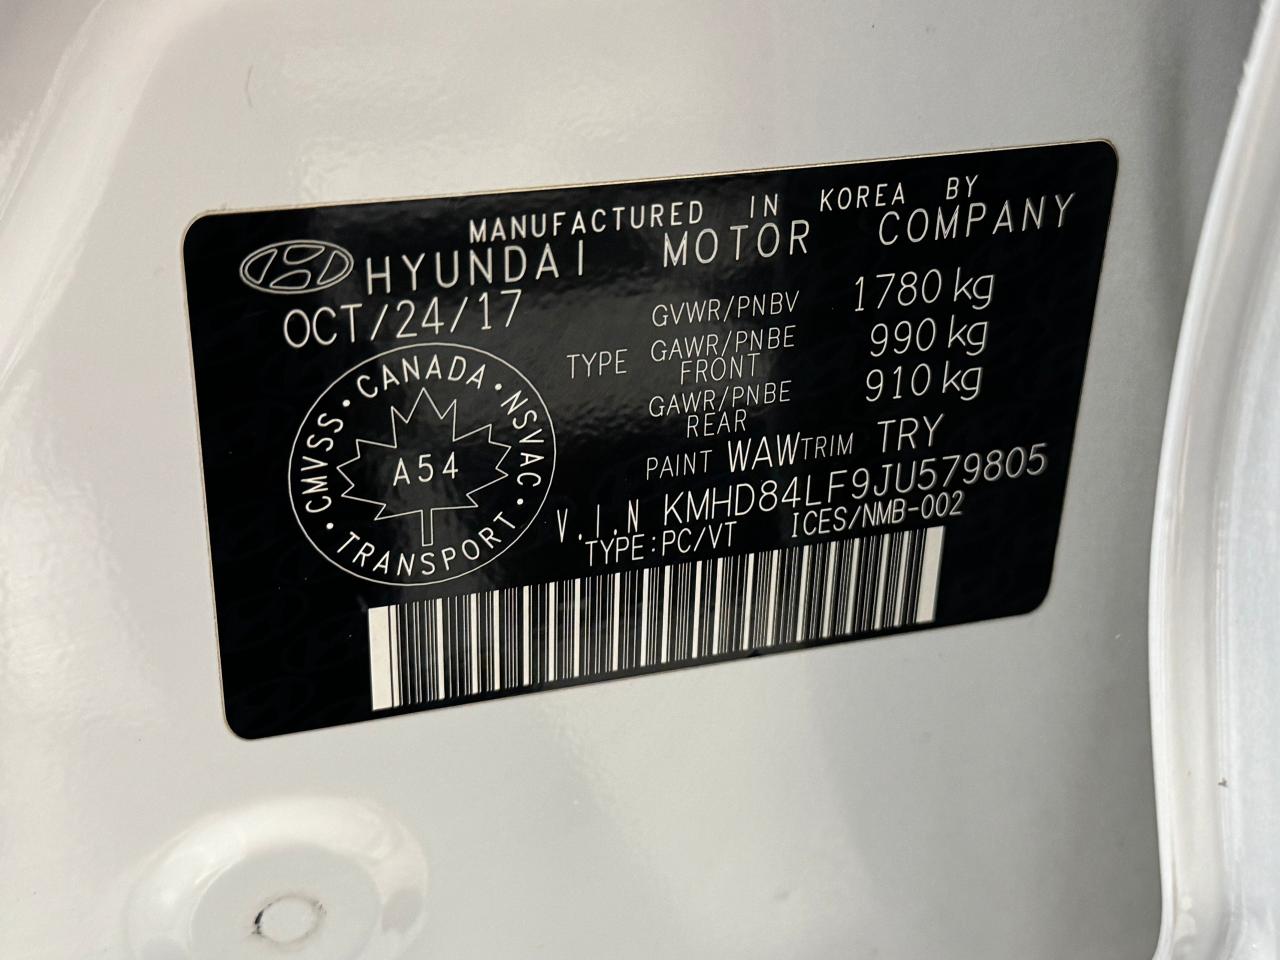 MANUFACTURED IN KOREA BY
HYUNDAI MOTOR COMPANY
OCT/24/17
GVWR/PNBV 1780 kg
TYPE GAWR/PNBE FRONT 990 kg
GAWR/PNBE REAR 910 kg
PAINT WAW TRIM TRY
V.I.N KMHD84LF9JU579805
TYPE:PC/VT ICES/NMB-002
CMVSS • CANADA • NSVAC • TRANSPORT •
A54